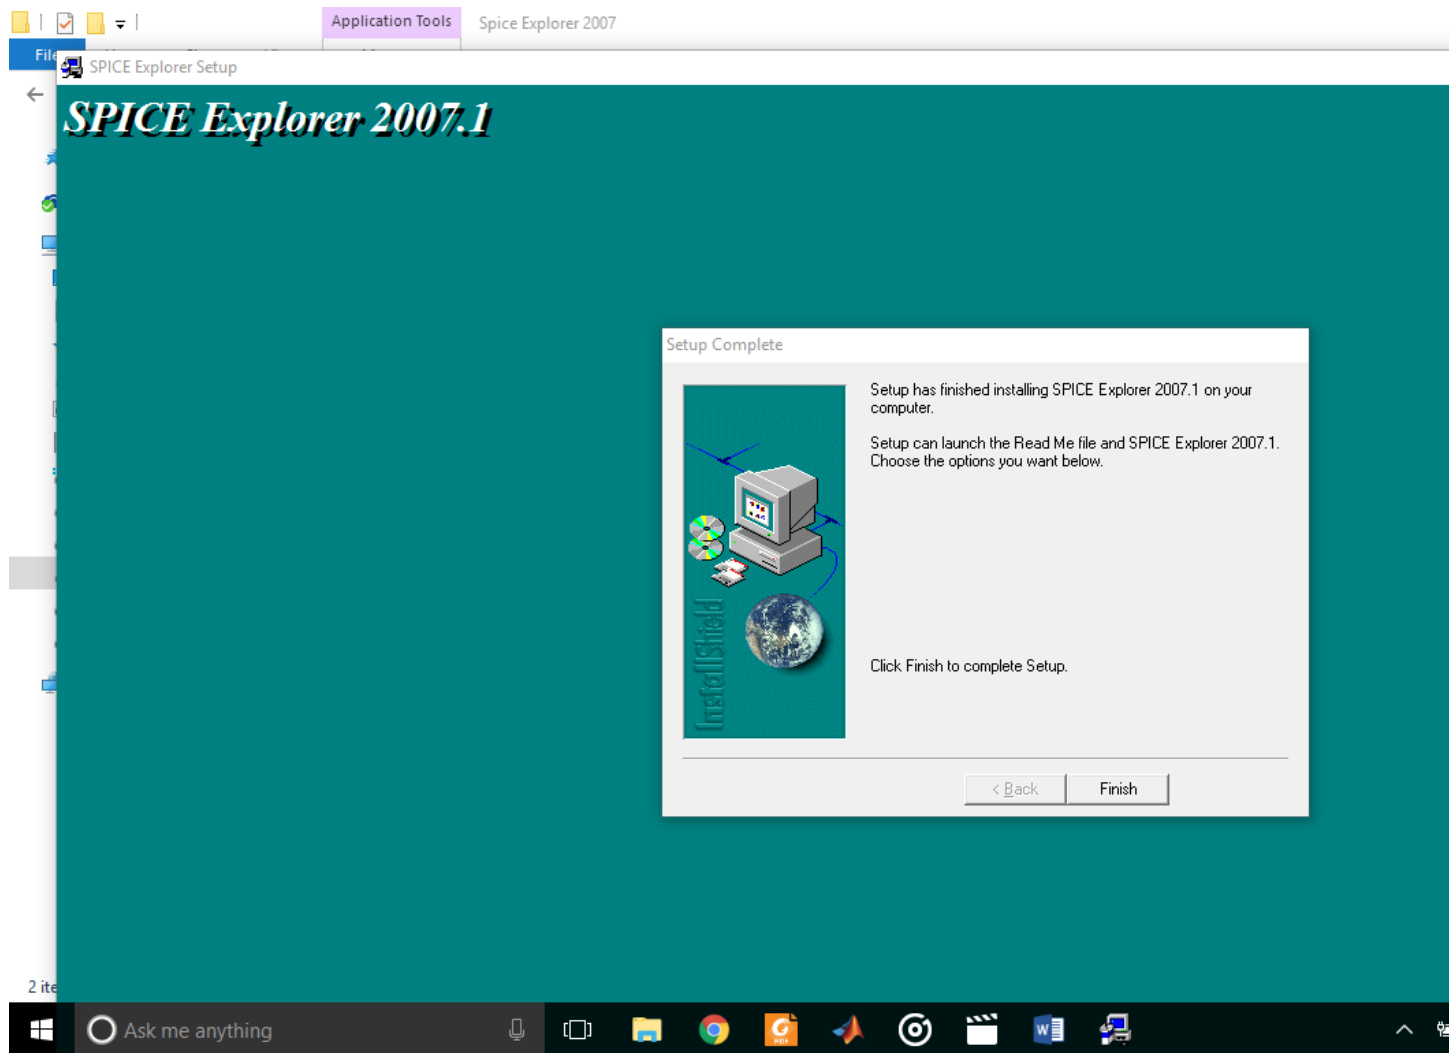 Application Tools
Spice Explorer 2007
File
SPICE Explorer Setup
SPICE Explorer 2007.1
Setup Complete
Setup has finished installing SPICE Explorer 2007.1 on your
computer.
Setup can launch the Read Me file and SPICE Explorer 2007.1.
Choose the options you want below.
InstallShield
Click Finish to complete Setup.
< Back
Finish
2 ite
Ask me anything